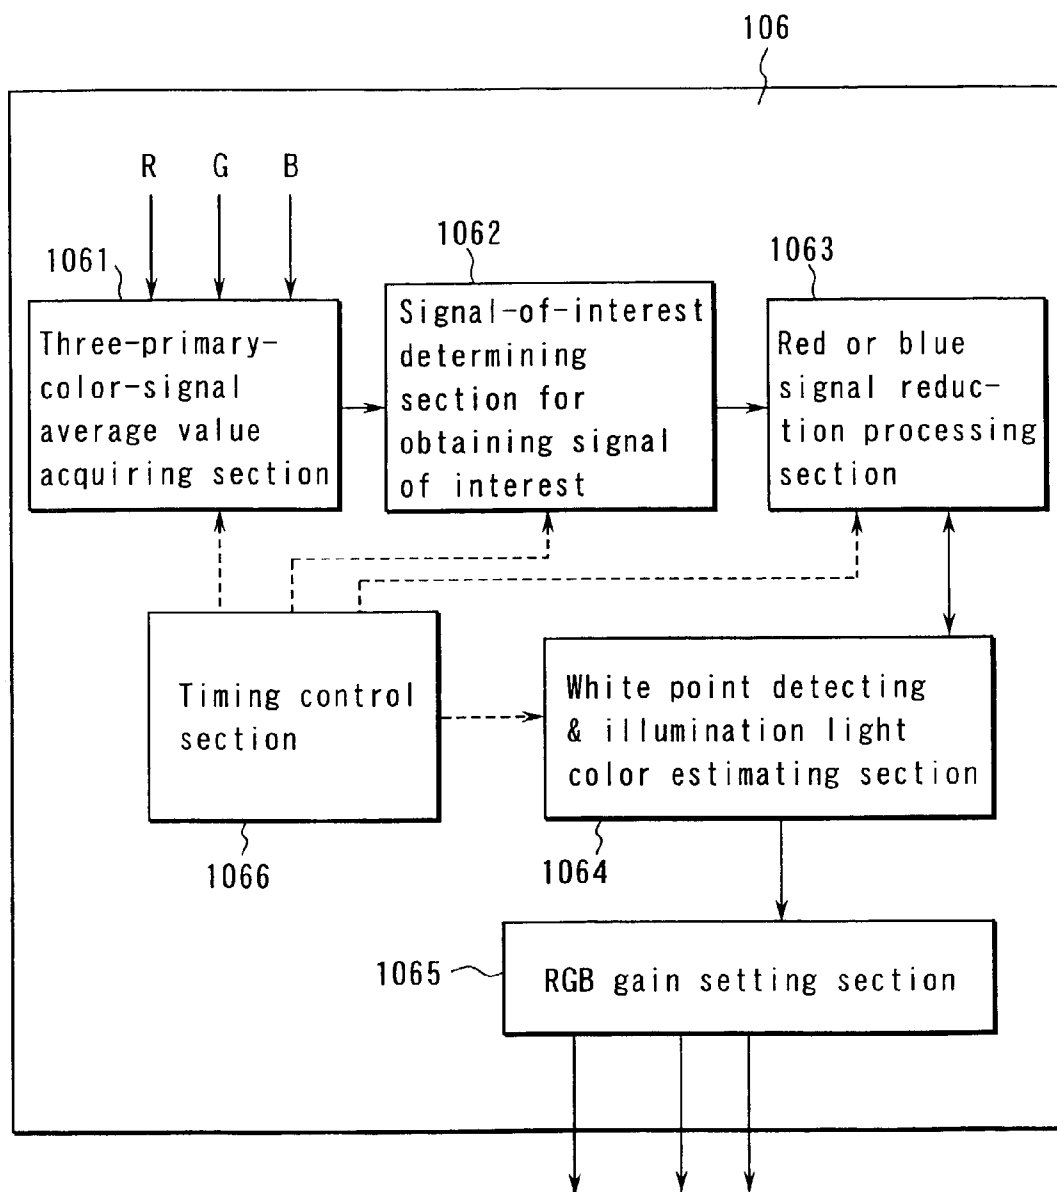 106
R G B
1061
Three-primary-
color-signal
average value
acquiring section
1062
Signal-of-interest
determining
section for
obtaining signal
of interest
1063
Red or blue
signal reduc-
tion processing
section
Timing control
section
1066
White point detecting
& illumination light
color estimating section
1064
1065
RGB gain setting section